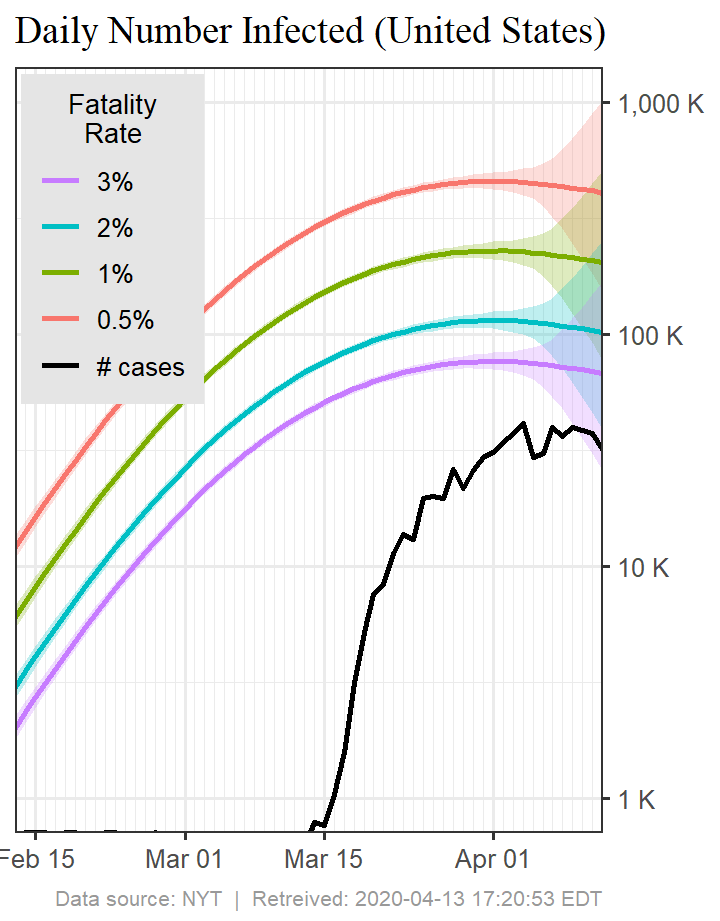 Daily Number Infected (United States)
Fatality
Rate
3%
2%
1%
0.5%
# cases
1,000 K
100 K
10 K
1 K
Feb 15 Mar 01 Mar 15 Apr 01
Data source: NYT | Retreived: 2020-04-13 17:20:53 EDT